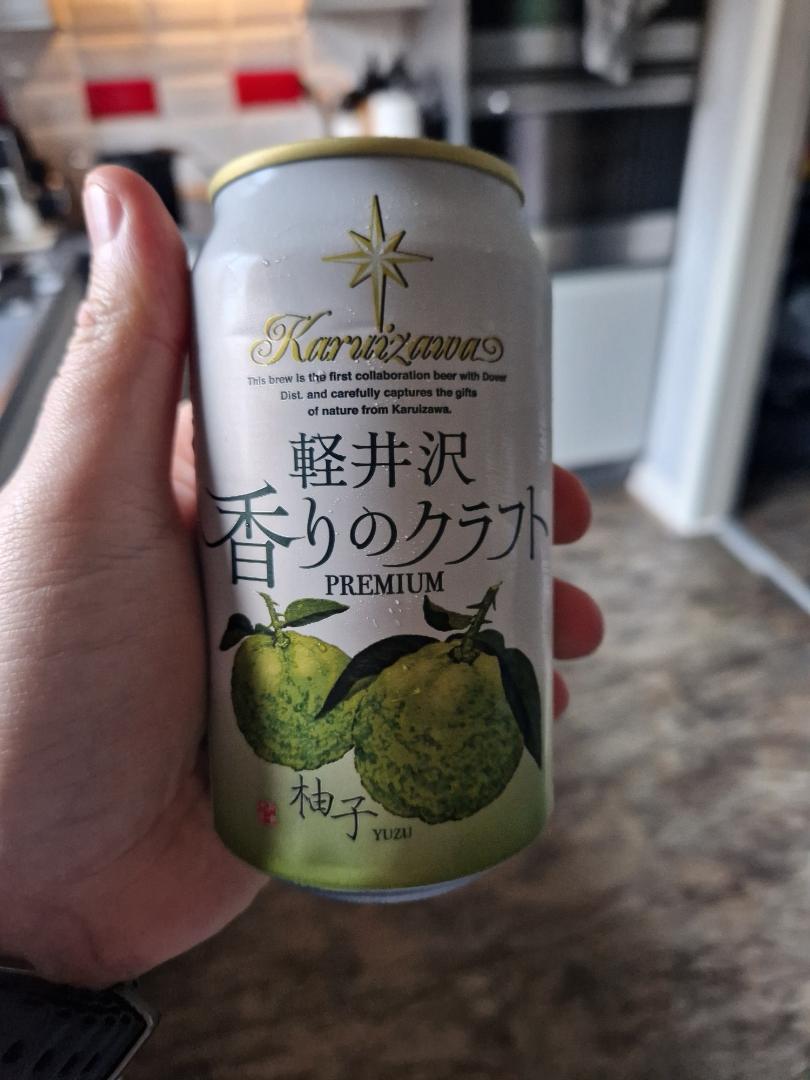 Karuizawa
This brew is the first collaboration beer with Dover
Dist. and carefully captures the gifts
of nature from Karuizawa.
軽井沢
香りのクラフト
PREMIUM
柚子
YUZU